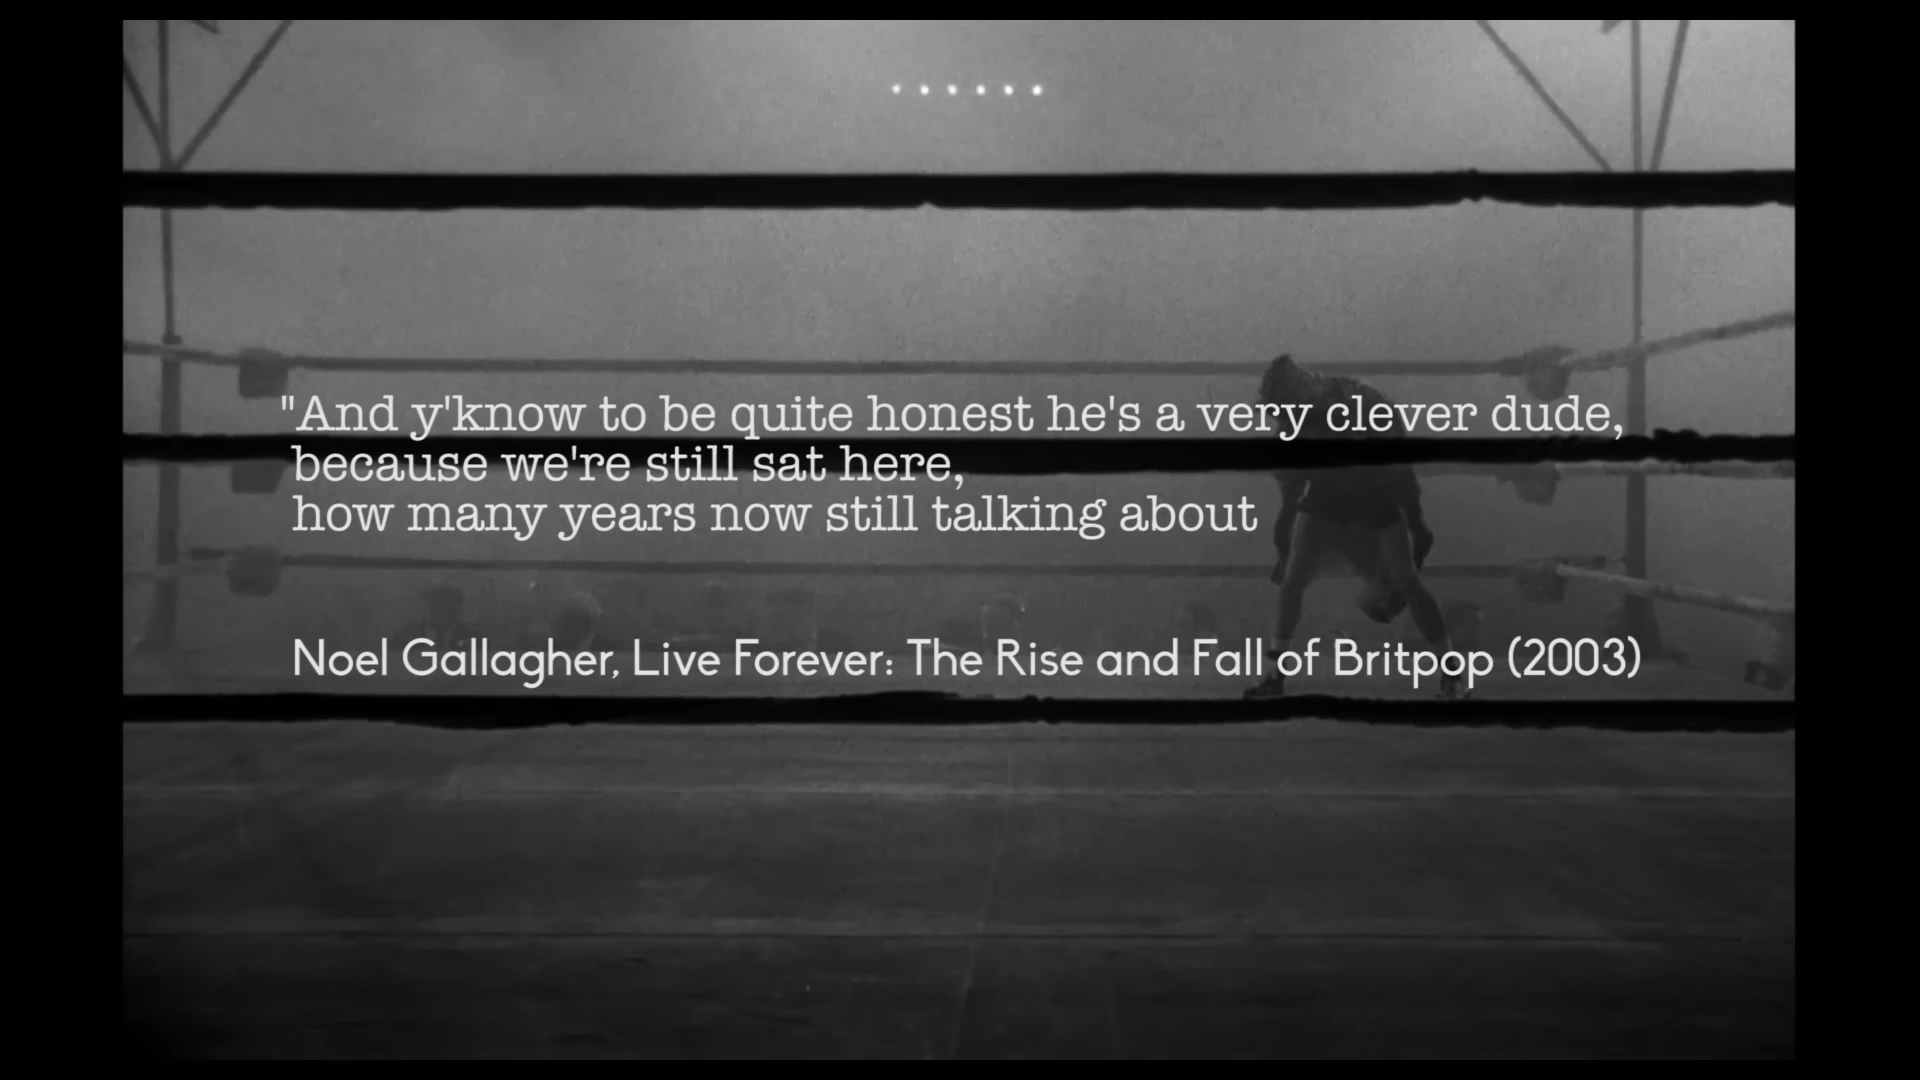 "And y'know to be quite honest he's a very clever dude,
because we're still sat here,
how many years now still talking about
Noel Gallagher, Live Forever: The Rise and Fall of Britpop (2003)